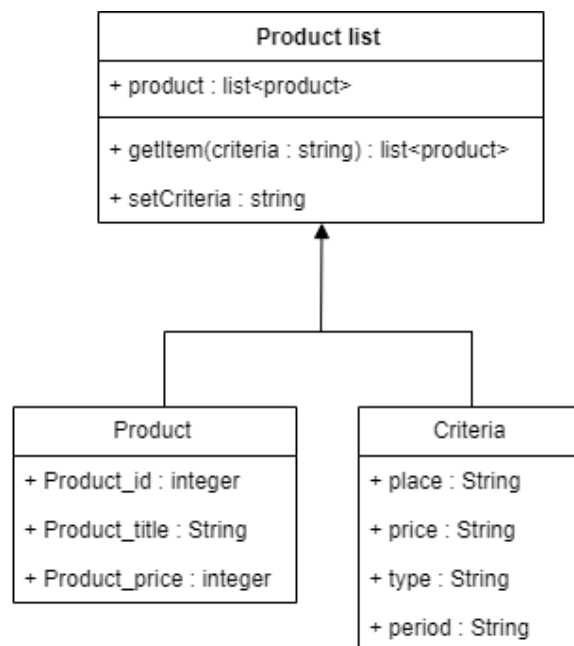 Product list
+ product : list<product>
+ getItem(criteria : string) : list<product>
+ setCriteria : string
Product
+ Product_id : integer
+ Product_title : String
+ Product_price : integer
Criteria
+ place : String
+ price : String
+ type : String
+ period : String